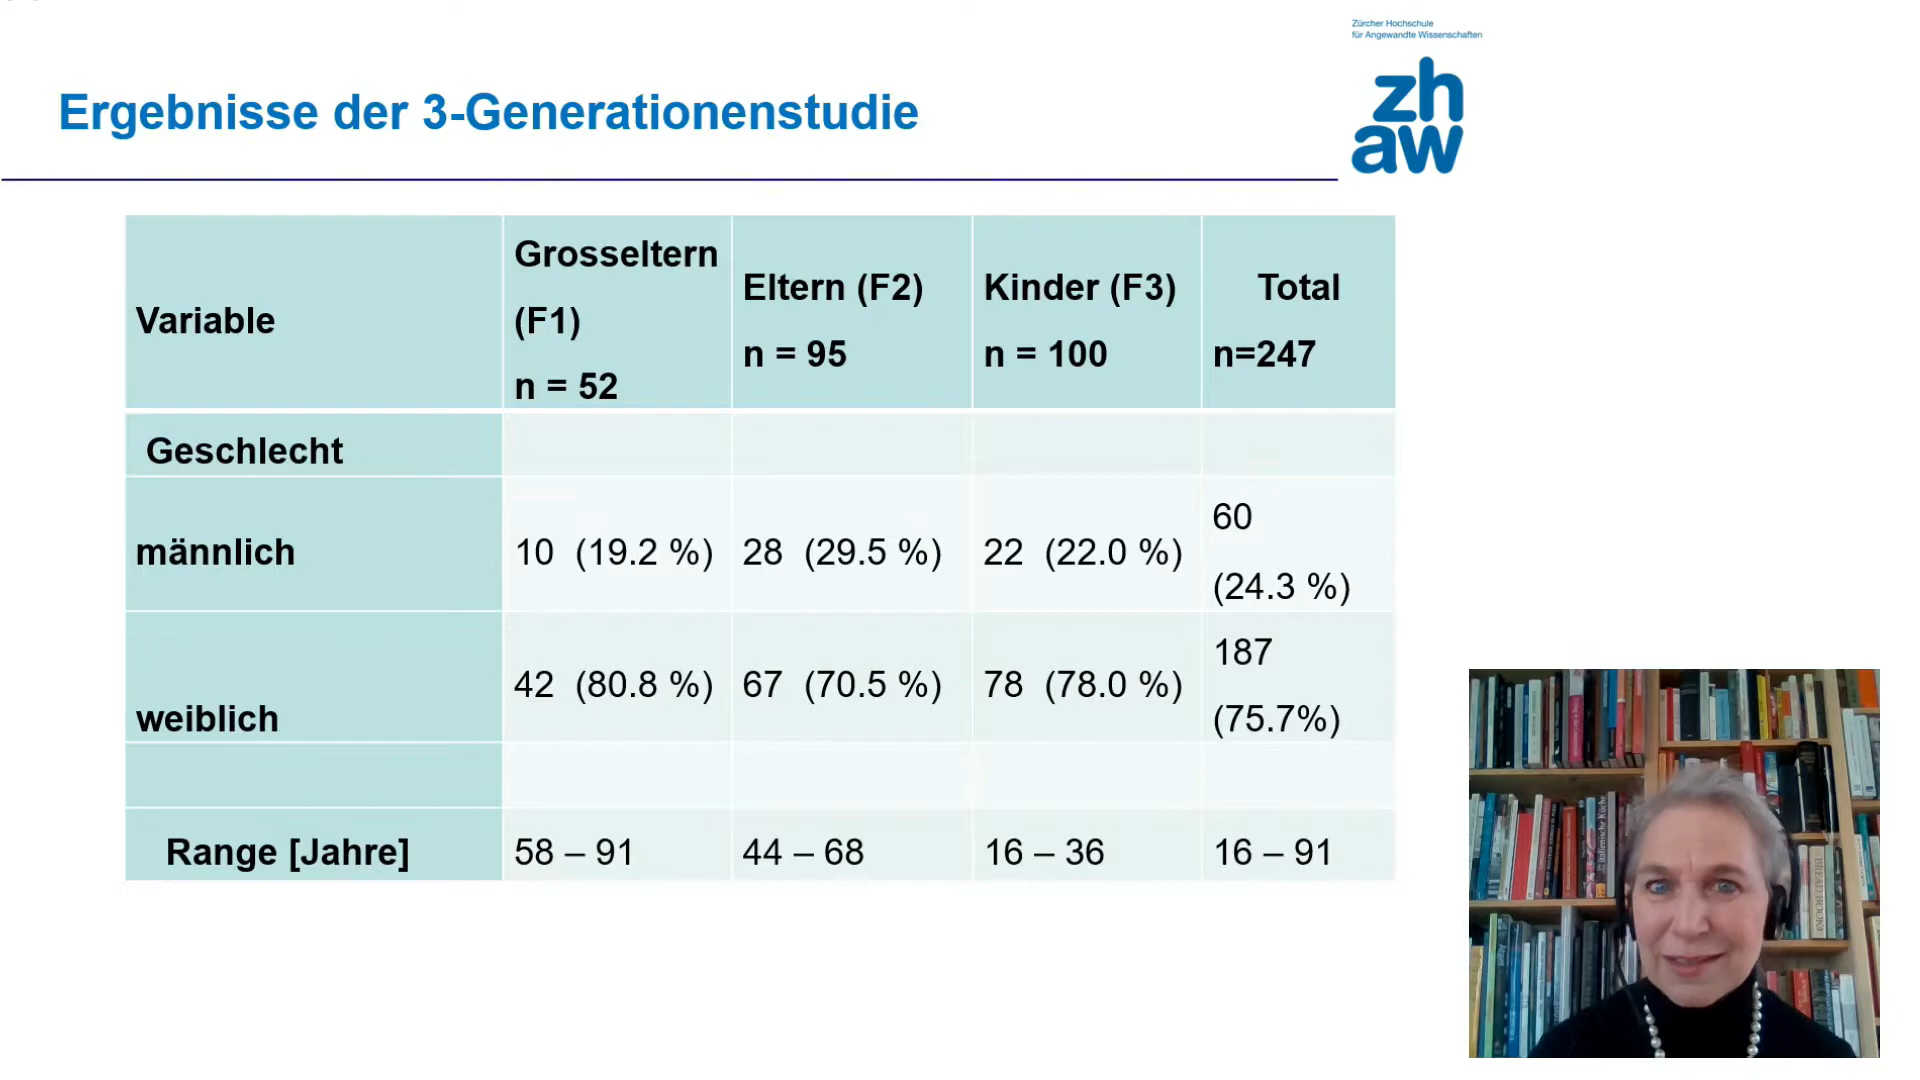 Zürcher Hochschule
für Angewandte Wissenschaften
zh
aw
Ergebnisse der 3-Generationenstudie
Variable
Grosseltern
(F1)
n = 52
Eltern (F2)
n = 95
Kinder (F3)
n = 100
Total
n=247
Geschlecht
männlich
10 (19.2 %)
28 (29.5 %)
22 (22.0 %)
60
(24.3 %)
weiblich
42 (80.8 %)
67 (70.5 %)
78 (78.0 %)
187
(75.7%)
Range [Jahre]
58 – 91
44 – 68
16 – 36
16 – 91